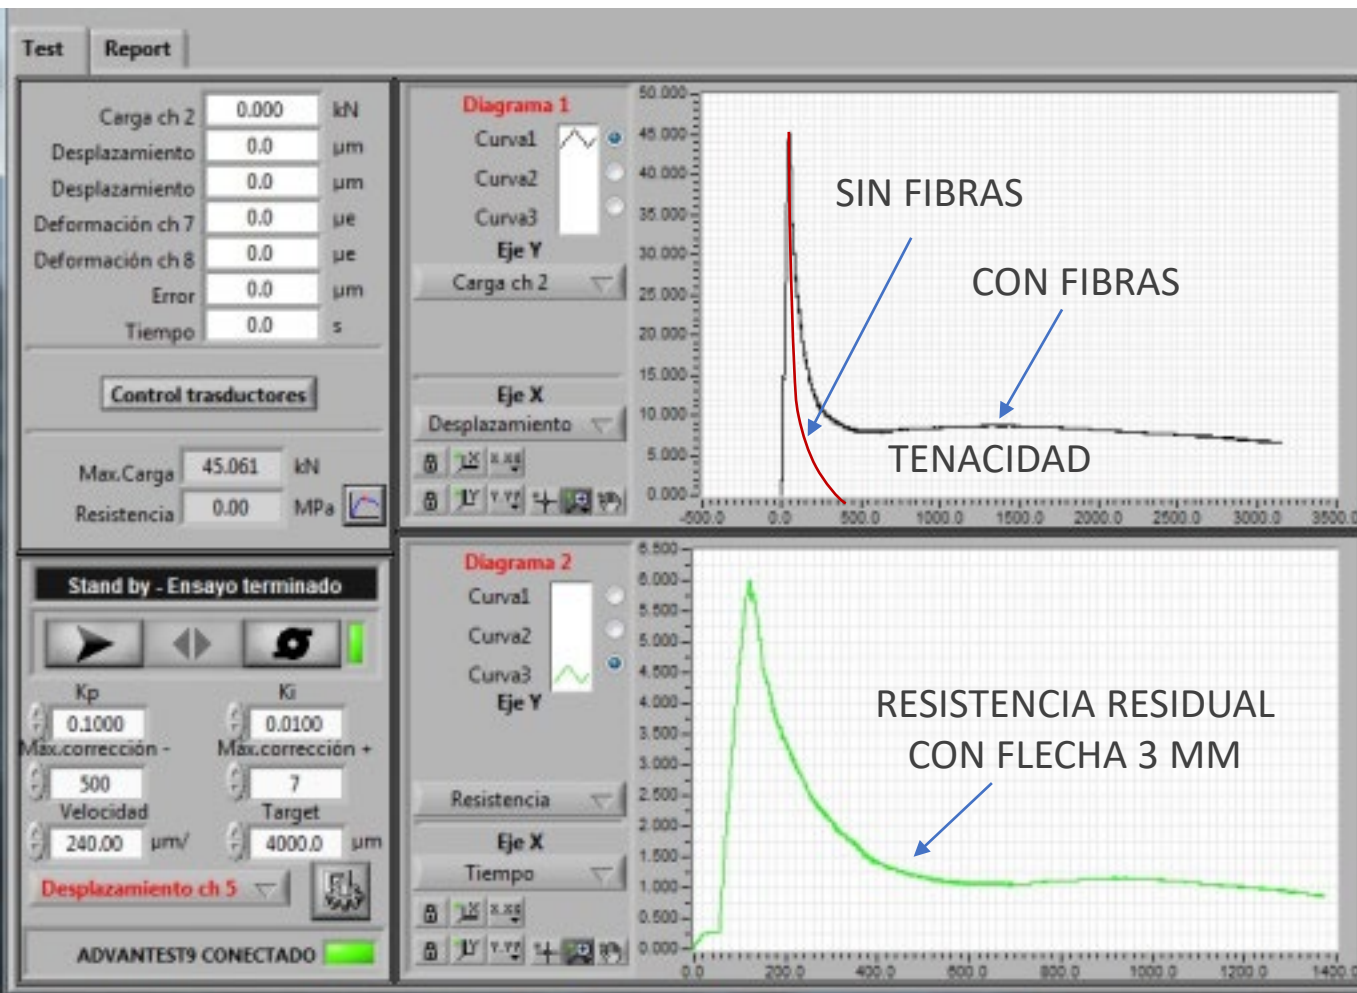 Test
Report
Carga ch 2 0.000 kN
Desplazamiento 0.0 µm
Desplazamiento 0.0 µm
Deformación ch 7 0.0 µe
Deformación ch 8 0.0 µe
Error 0.0 µm
Tiempo 0.0 s
Control trasductores
Max.Carga 45.061 kN
Resistencia 0.00 MPa
Stand by - Ensayo terminado
Kp Ki
0.1000 0.0100
Máx.corrección - Máx.corrección +
500 7
Velocidad Target
240.00 µm/ 4000.0 µm
Desplazamiento ch 5
ADVANTEST9 CONECTADO
Diagrama 1
Curva1
Curva2
Curva3
Eje Y
Carga ch 2
Eje X
Desplazamiento
X X.XX
Y Y.YY
50.000
45.000
40.000
35.000
30.000
25.000
20.000
15.000
10.000
5.000
0.000
-500.0 0.0 500.0 1000.0 1500.0 2000.0 2500.0 3000.0 3500.0
SIN FIBRAS
CON FIBRAS
TENACIDAD
Diagrama 2
Curva1
Curva2
Curva3
Eje Y
Resistencia
Eje X
Tiempo
X X.XX
Y Y.YY
6.500
6.000
5.500
5.000
4.500
4.000
3.500
3.000
2.500
2.000
1.500
1.000
0.500
0.000
0.0 200.0 400.0 600.0 800.0 1000.0 1200.0 1400.0
RESISTENCIA RESIDUAL
CON FLECHA 3 MM